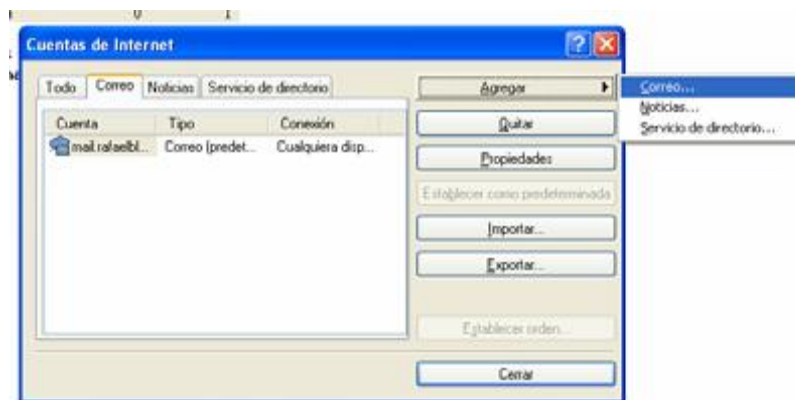 Cuentas de Internet
Todo Correo Noticias Servicio de directorio
Cuenta Tipo Conexión
mail.rafaelbl... Correo (predet... Cualquiera disp...
Agregar
Quitar
Propiedades
Establecer como predeterminada
Importar...
Exportar...
Establecer orden...
Cerrar
Correo...
Noticias...
Servicio de directorio...